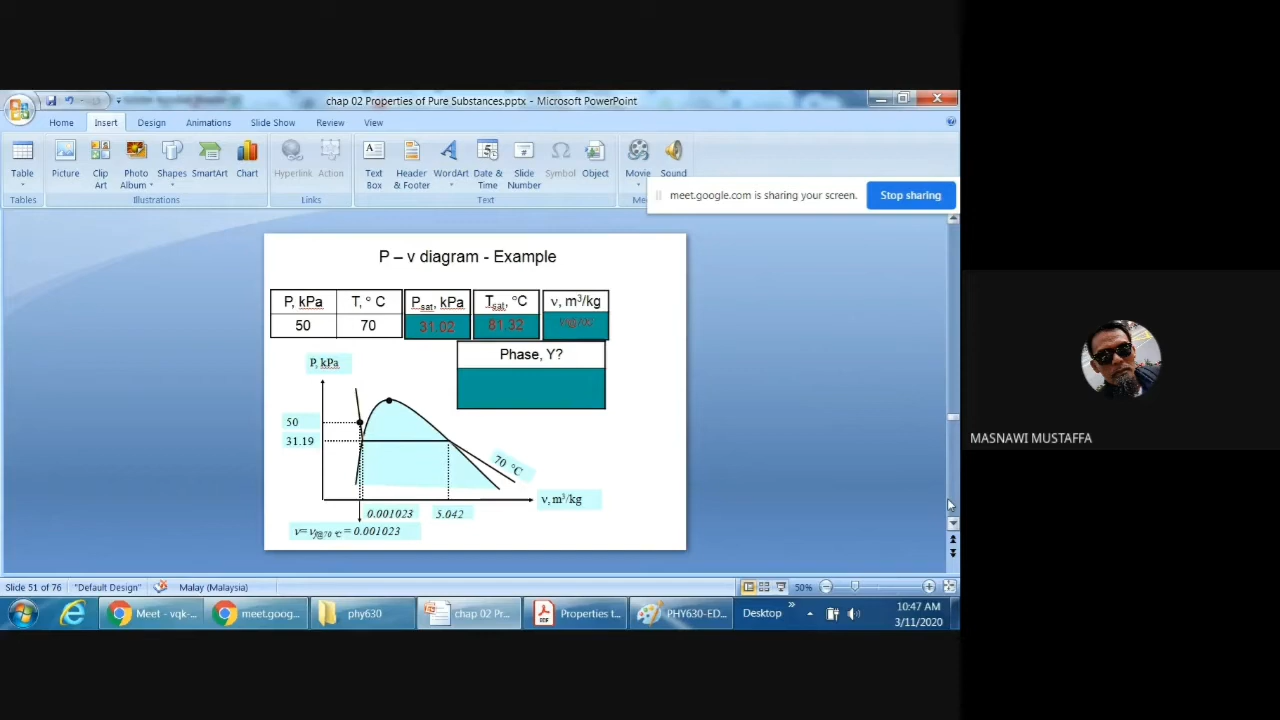 chap 02 Properties of Pure Substances.pptx - Microsoft PowerPoint
Home Insert Design Animations Slide Show Review View
Table Picture Clip Art Photo Album Shapes SmartArt Chart Hyperlink Action Text Box Header & Footer WordArt Date & Time Slide Number Symbol Object Movie Sound
Tables Illustrations Links Text
meet.google.com is sharing your screen. Stop sharing
P – v diagram - Example
P, kPa T, ° C Psat, kPa Tsat, °C v, m³/kg
50 70 31.02 81.32
Phase, Y?
P, kPa
50
31.19
70 °C
v, m³/kg
0.001023 5.042
v= vf@70 °C = 0.001023
MASNAWI MUSTAFFA
Slide 51 of 76 "Default Design" Malay (Malaysia) 50%
Meet - vqk-... meet.goog... phy630 chap 02 Pr... Properties t... PHY630-ED... Desktop » 10:47 AM
3/11/2020